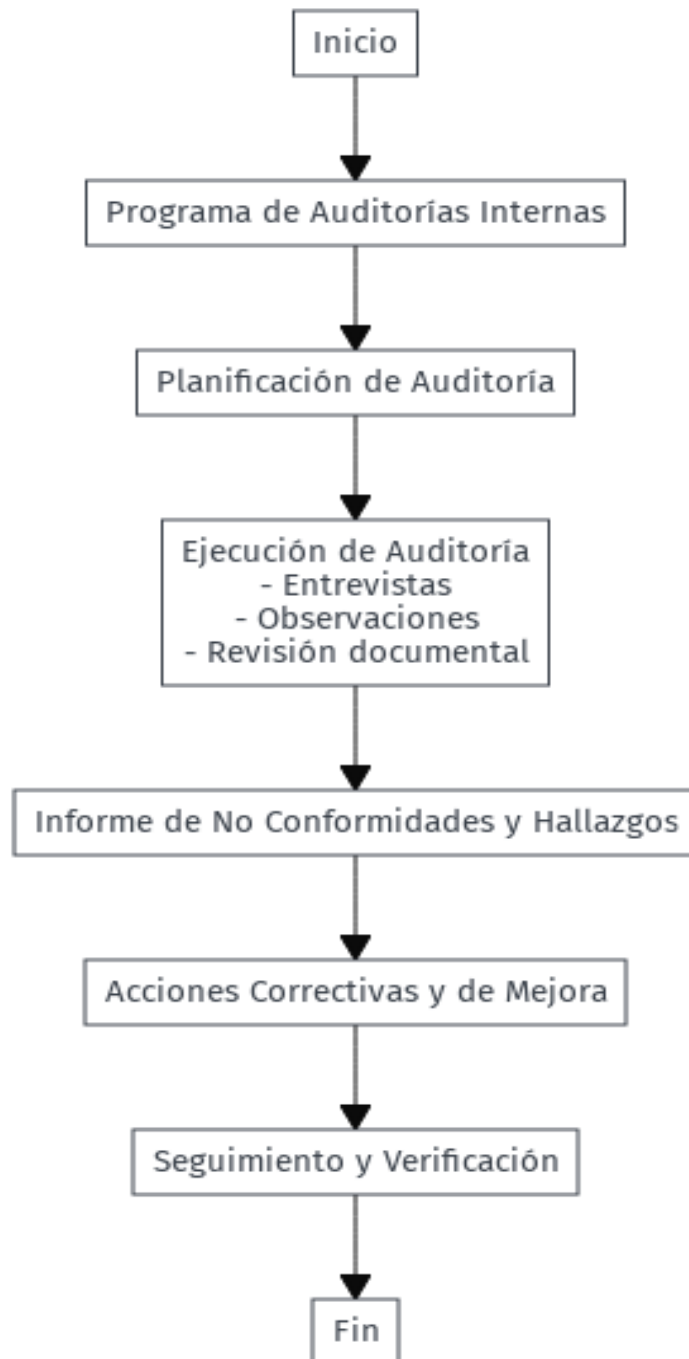 Inicio
Programa de Auditorías Internas
Planificación de Auditoría
Ejecución de Auditoría
- Entrevistas
- Observaciones
- Revisión documental
Informe de No Conformidades y Hallazgos
Acciones Correctivas y de Mejora
Seguimiento y Verificación
Fin